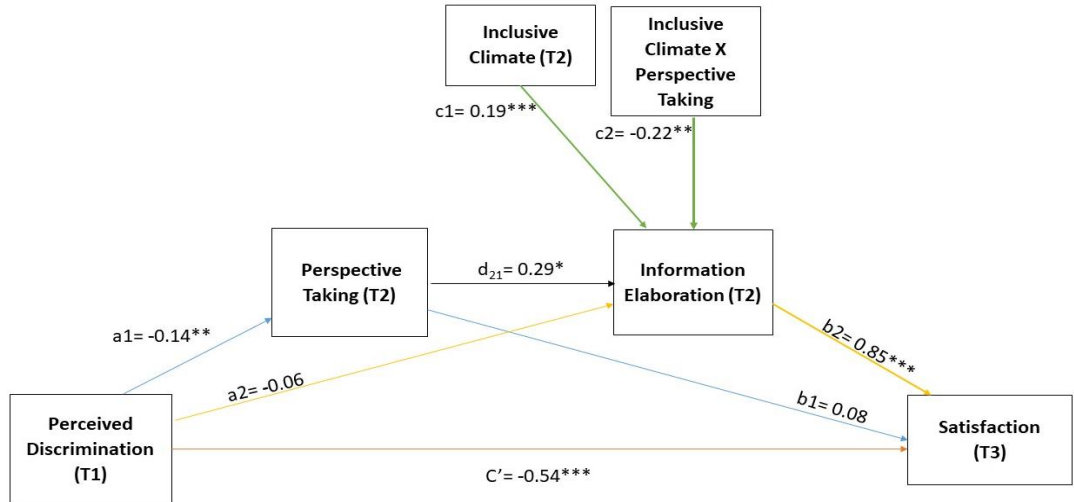 Inclusive
Climate (T2)
Inclusive
Climate X
Perspective
Taking
c1= 0.19***
c2= -0.22**
Perspective
Taking (T2)
d21= 0.29*
Information
Elaboration (T2)
a1= -0.14**
a2= -0.06
b2= 0.85***
b1= 0.08
Perceived
Discrimination
(T1)
C’= -0.54***
Satisfaction
(T3)